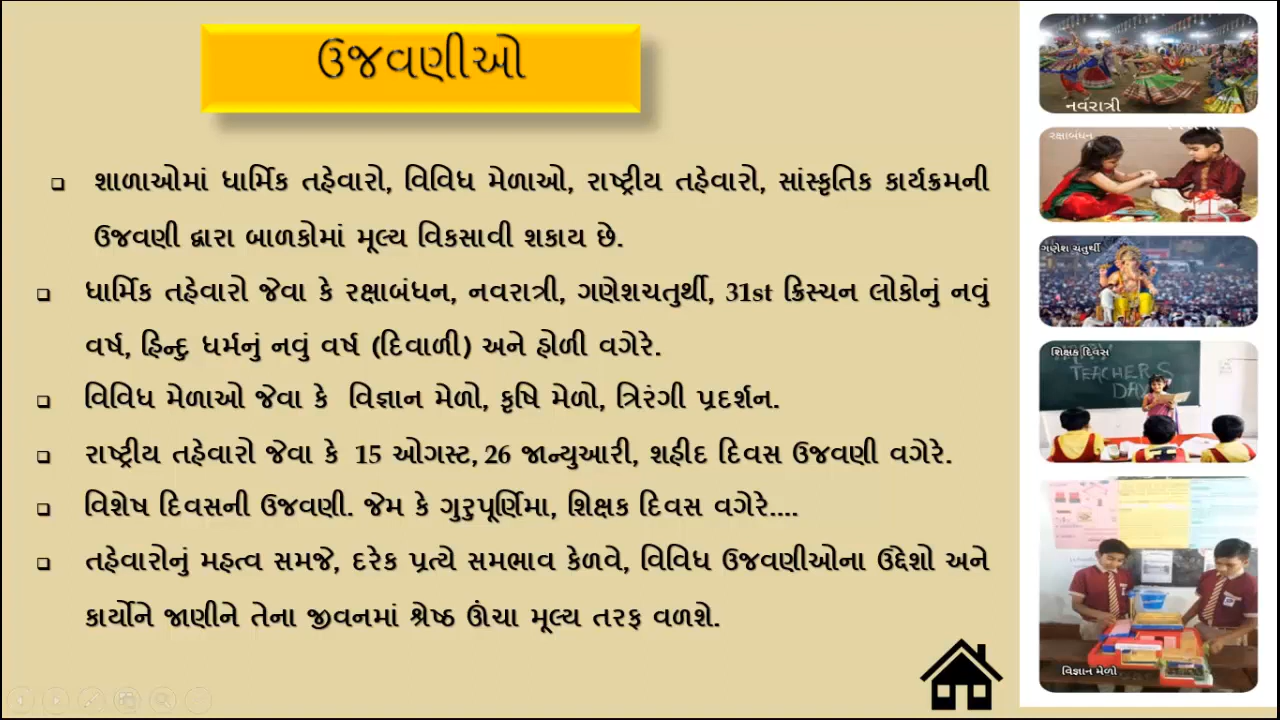 ઉજવણીઓ
શાળાઓમાં ધાર્મિક તહેવારો, વિવિધ મેળાઓ, રાષ્ટ્રીય તહેવારો, સાંસ્કૃતિક કાર્યક્રમની
ઉજવણી દ્વારા બાળકોમાં મૂલ્ય વિકસાવી શકાય છે.
ધાર્મિક તહેવારો જેવા કે રક્ષાબંધન, નવરાત્રી, ગણેશચતુર્થી, 31st ક્રિસ્ચન લોકોનું નવું
વર્ષ, હિન્દુ ધર્મનું નવું વર્ષ (દિવાળી) અને હોળી વગેરે.
વિવિધ મેળાઓ જેવા કે વિજ્ઞાન મેળો, કૃષિ મેળો, ત્રિરંગી પ્રદર્શન.
રાષ્ટ્રીય તહેવારો જેવા કે 15 ઓગસ્ટ, 26 જાન્યુઆરી, શહીદ દિવસ ઉજવણી વગેરે.
વિશેષ દિવસની ઉજવણી. જેમ કે ગુરુપૂર્ણિમા, શિક્ષક દિવસ વગેરે....
તહેવારોનું મહત્વ સમજે, દરેક પ્રત્યે સમભાવ કેળવે, વિવિધ ઉજવણીઓના ઉદ્દેશો અને
કાર્યોને જાણીને તેના જીવનમાં શ્રેષ્ઠ ઊંચા મૂલ્ય તરફ વળશે.
નવરાત્રી
રક્ષાબંધન
ગણેશ ચતુર્થી
શિક્ષક દિવસ
TEACHERS
DAY
વિજ્ઞાન મેળો